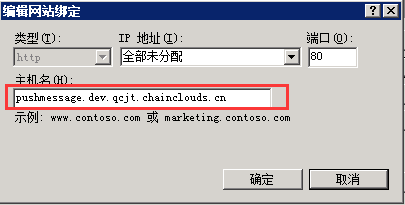 编辑网站绑定
类型(T): IP 地址(I): 端口(O):
http 全部未分配 80
主机名(H):
pushmessage.dev.qcjt.chainclouds.cn
示例: www.contoso.com 或 marketing.contoso.com
确定 取消